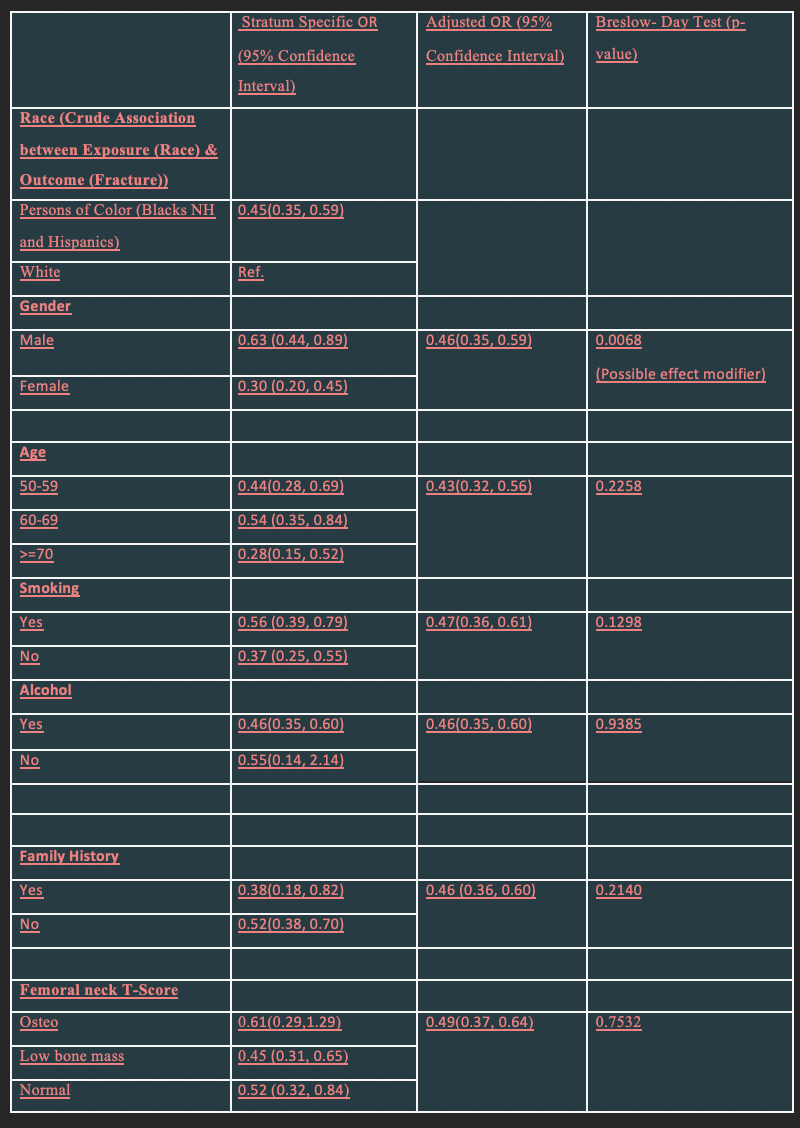 Stratum Specific OR
(95% Confidence
Interval)
Adjusted OR (95%
Confidence Interval)
Breslow- Day Test (p-
value)
Race (Crude Association
between Exposure (Race) &
Outcome (Fracture))
Persons of Color (Blacks NH
and Hispanics)
0.45(0.35, 0.59)
White
Ref.
Gender
Male
0.63 (0.44, 0.89)
0.46(0.35, 0.59)
0.0068
(Possible effect modifier)
Female
0.30 (0.20, 0.45)
Age
50-59
0.44(0.28, 0.69)
0.43(0.32, 0.56)
0.2258
60-69
0.54 (0.35, 0.84)
>=70
0.28(0.15, 0.52)
Smoking
Yes
0.56 (0.39, 0.79)
0.47(0.36, 0.61)
0.1298
No
0.37 (0.25, 0.55)
Alcohol
Yes
0.46(0.35, 0.60)
0.46(0.35, 0.60)
0.9385
No
0.55(0.14, 2.14)
Family History
Yes
0.38(0.18, 0.82)
0.46 (0.36, 0.60)
0.2140
No
0.52(0.38, 0.70)
Femoral neck T-Score
Osteo
0.61(0.29,1.29)
0.49(0.37, 0.64)
0.7532
Low bone mass
0.45 (0.31, 0.65)
Normal
0.52 (0.32, 0.84)